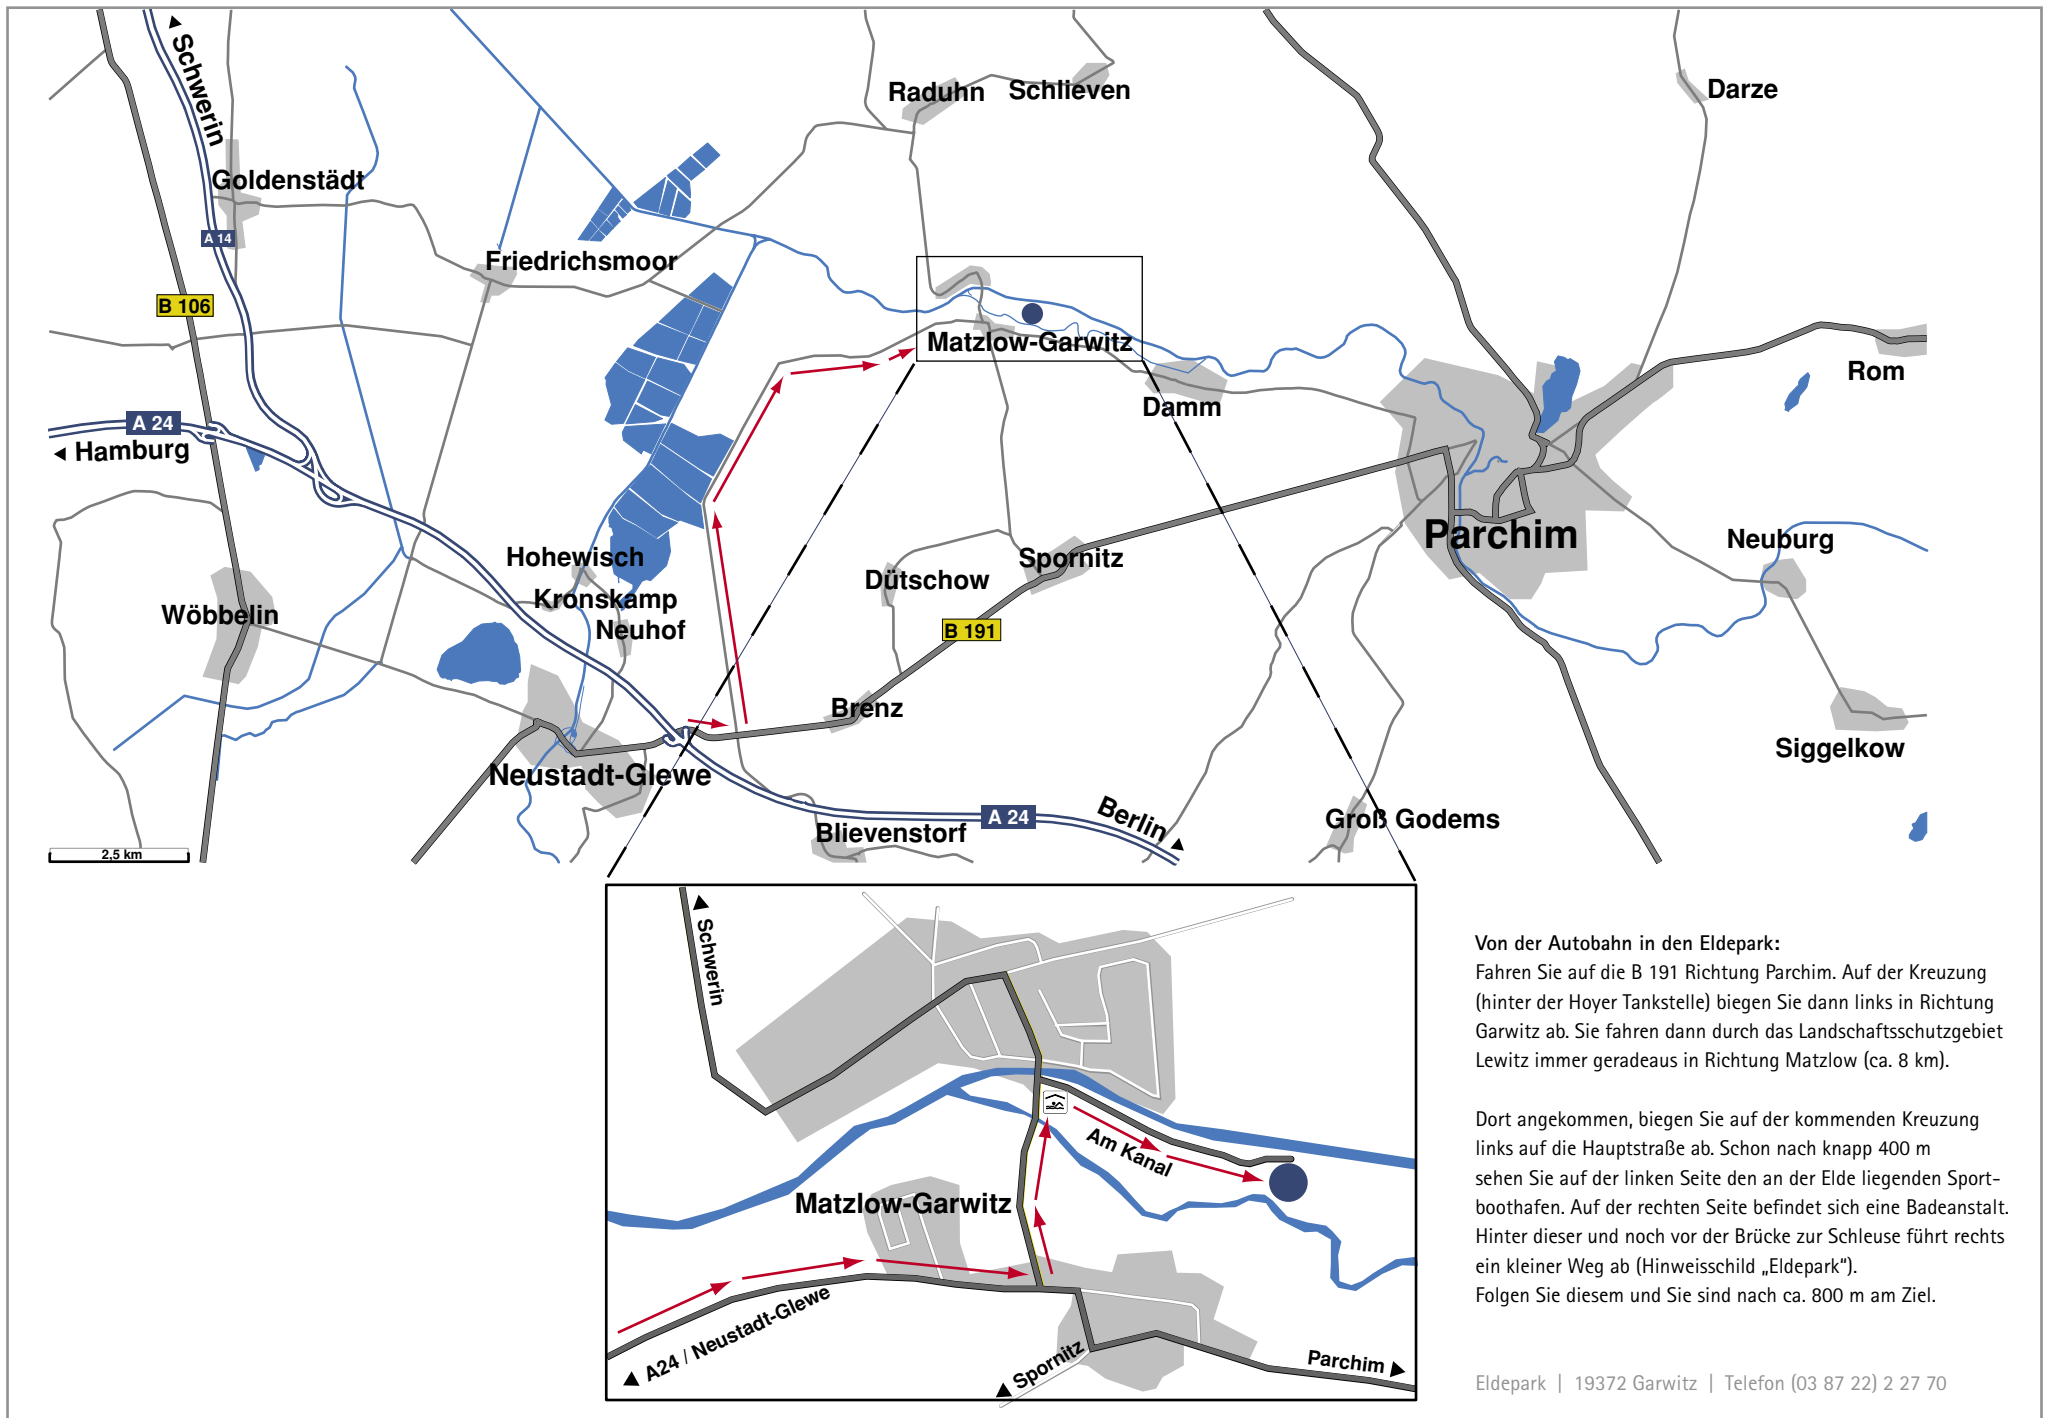 Schwerin
Raduhn
Schlieven
Darze
Goldenstädt
A 14
Friedrichsmoor
B 106
Matzlow-Garwitz
Rom
A 24
Hamburg
Damm
Parchim
Neuburg
Hohewisch
Spornitz
Dütschow
Kronskamp
Wöbbelin
Neuhof
B 191
Brenz
Siggelkow
Neustadt-Glewe
A 24
Berlin
Groß Godems
Blievenstorf
2,5 km
Schwerin
Am Kanal
Matzlow-Garwitz
A24 / Neustadt-Glewe
Spornitz
Parchim
Von der Autobahn in den Eldepark:
Fahren Sie auf die B 191 Richtung Parchim. Auf der Kreuzung
(hinter der Hoyer Tankstelle) biegen Sie dann links in Richtung
Garwitz ab. Sie fahren dann durch das Landschaftsschutzgebiet
Lewitz immer geradeaus in Richtung Matzlow (ca. 8 km).
Dort angekommen, biegen Sie auf der kommenden Kreuzung
links auf die Hauptstraße ab. Schon nach knapp 400 m
sehen Sie auf der linken Seite den an der Elde liegenden Sport-
boothafen. Auf der rechten Seite befindet sich eine Badeanstalt.
Hinter dieser und noch vor der Brücke zur Schleuse führt rechts
ein kleiner Weg ab (Hinweisschild „Eldepark").
Folgen Sie diesem und Sie sind nach ca. 800 m am Ziel.
Eldepark | 19372 Garwitz | Telefon (03 87 22) 2 27 70